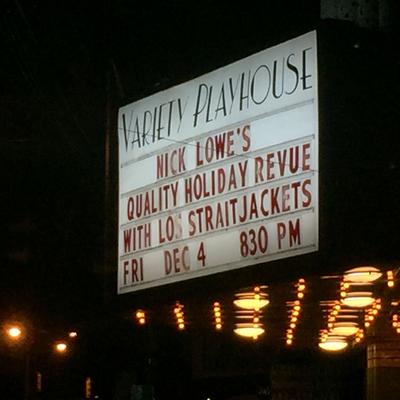 VARIETY PLAYHOUSE
NICK LOWE'S
QUALITY HOLIDAY REVUE
WITH LOS STRAITJACKETS
FRI DEC 4 830 PM